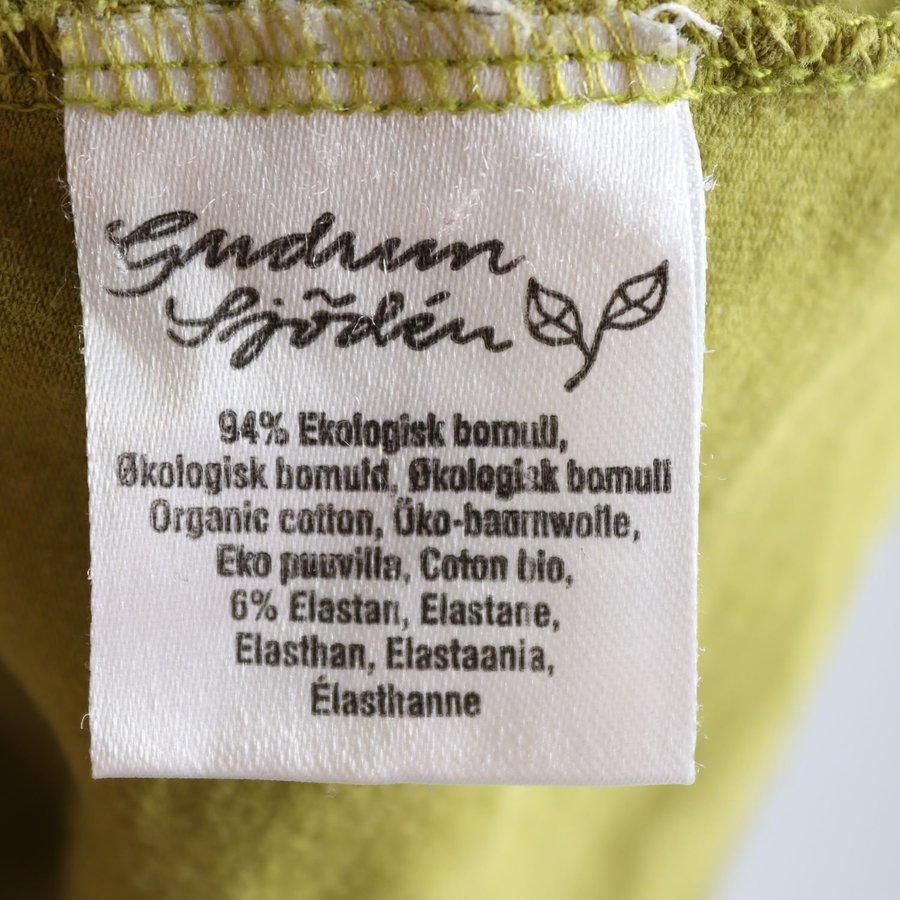 Gudrun
Sjödén
94% Ekologisk bomull,
Økologisk bomuld, Økologisk bomull
Organic cotton, Öko-baumwolle,
Eko puuvilla, Coton bio,
6% Elastan, Elastane,
Elasthan, Elastaania,
Élasthanne